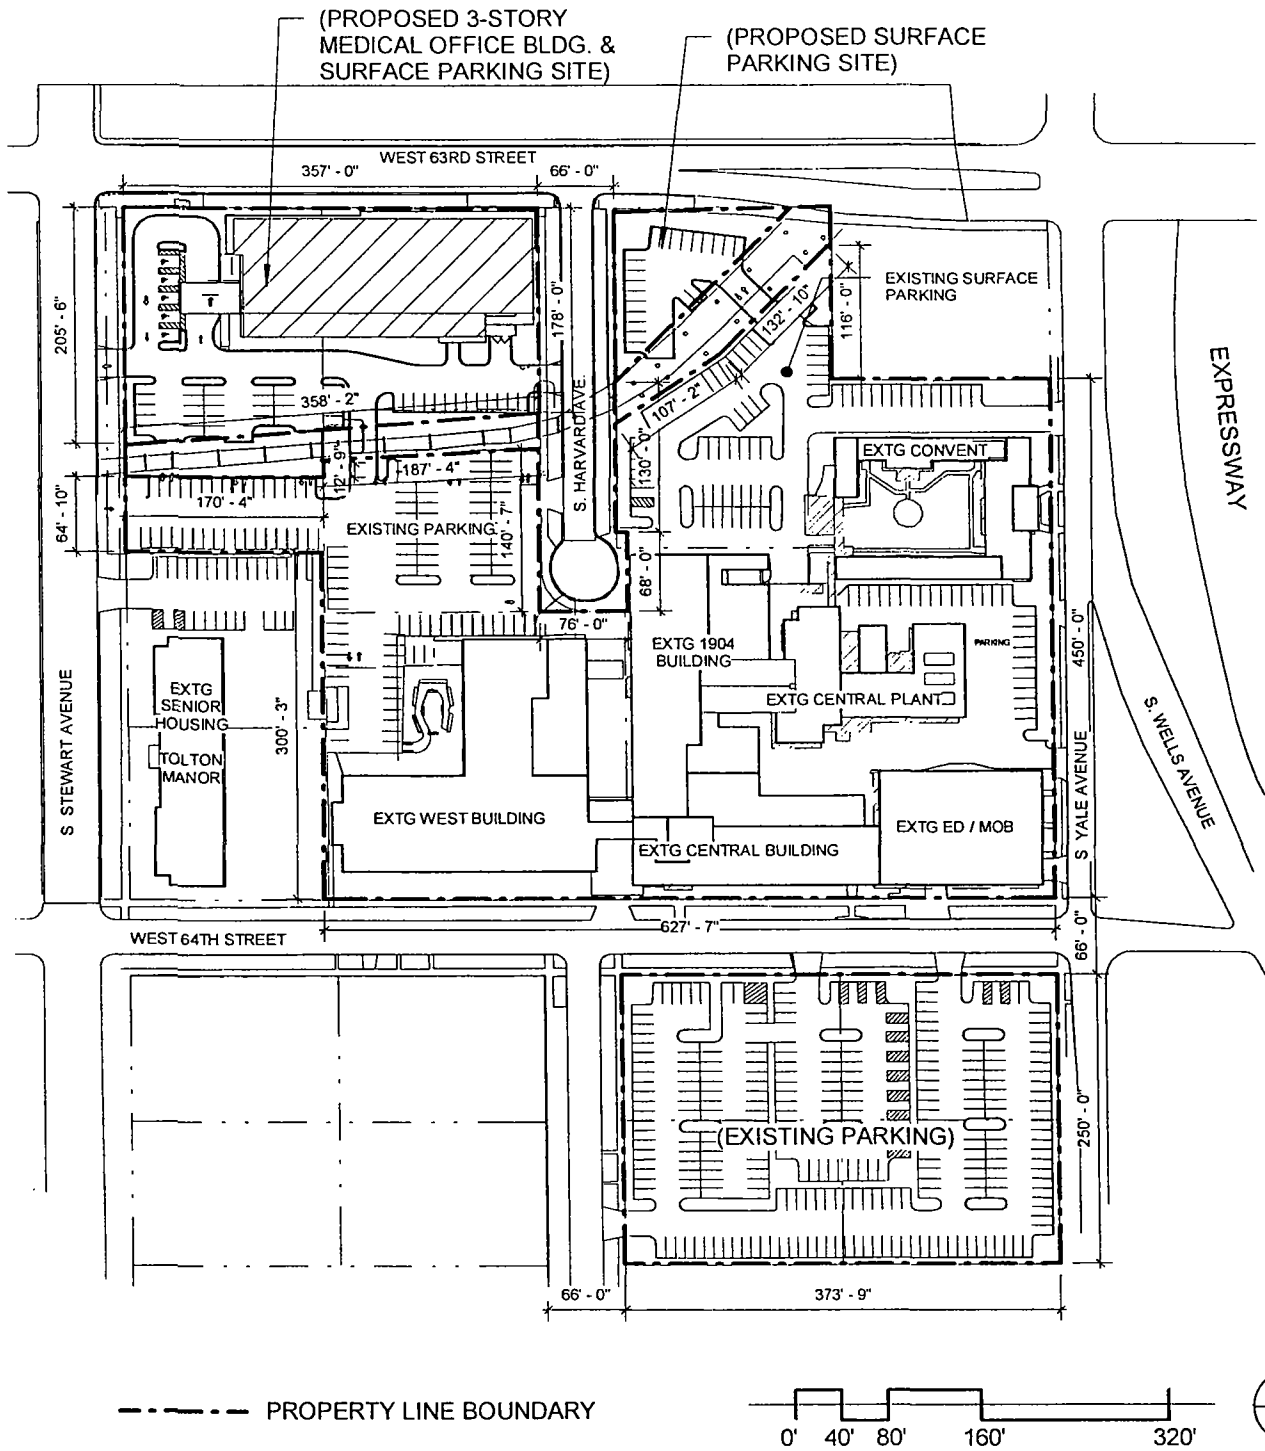 (PROPOSED 3-STORY
MEDICAL OFFICE BLDG. &
SURFACE PARKING SITE)
(PROPOSED SURFACE
PARKING SITE)
WEST 63RD STREET
357' - 0"
66' - 0"
205' - 6"
178' - 0"
132' - 10"
116' - 0"
EXISTING SURFACE
PARKING
EXPRESSWAY
358' - 2"
107' - 2"
S. HARVARD AVE.
130' - 0"
EXTG CONVENT
12' - 9"
187' - 4"
64' - 10"
170' - 4"
EXISTING PARKING
140' - 7"
68' - 0"
76' - 0"
EXTG 1904
BUILDING
PARKING
450' - 0"
EXTG
SENIOR
HOUSING
TOLTON
MANOR
300' - 3"
EXTG CENTRAL PLANT
S. WELLS AVENUE
S STEWART AVENUE
S YALE AVENUE
EXTG WEST BUILDING
EXTG CENTRAL BUILDING
EXTG ED / MOB
627' - 7"
66' - 0"
WEST 64TH STREET
(EXISTING PARKING)
250' - 0"
66' - 0"
373' - 9"
PROPERTY LINE BOUNDARY
0' 40' 80' 160' 320'